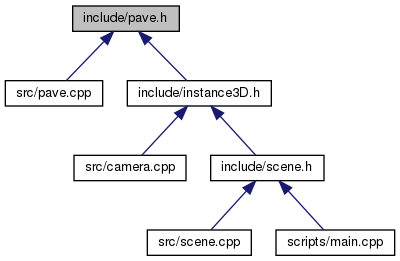 include/pave.h
src/pave.cpp
include/instance3D.h
src/camera.cpp
include/scene.h
src/scene.cpp
scripts/main.cpp